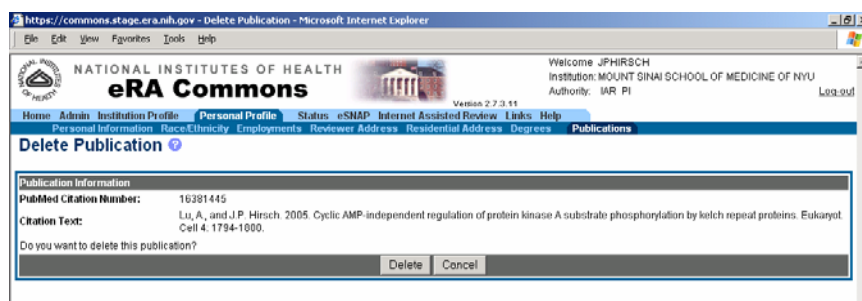 https://commons.stage.era.nih.gov - Delete Publication - Microsoft Internet Explorer
File Edit View Favorites Tools Help
NATIONAL INSTITUTES OF HEALTH
eRA Commons
Version 2.7.3.11
Welcome JPHIRSCH
Institution: MOUNT SINAI SCHOOL OF MEDICINE OF NYU
Authority: IAR PI
Log-out
Home Admin Institution Profile Personal Profile Status eSNAP Internet Assisted Review Links Help
Personal Information Race/Ethnicity Employments Reviewer Address Residential Address Degrees Publications
Delete Publication ?
Publication Information
PubMed Citation Number: 16381445
Citation Text: Lu, A, and J.P. Hirsch. 2005. Cyclic AMP-independent regulation of protein kinase A substrate phosphorylation by kelch repeat proteins. Eukaryot.
Cell 4: 1794-1800.
Do you want to delete this publication?
Delete Cancel